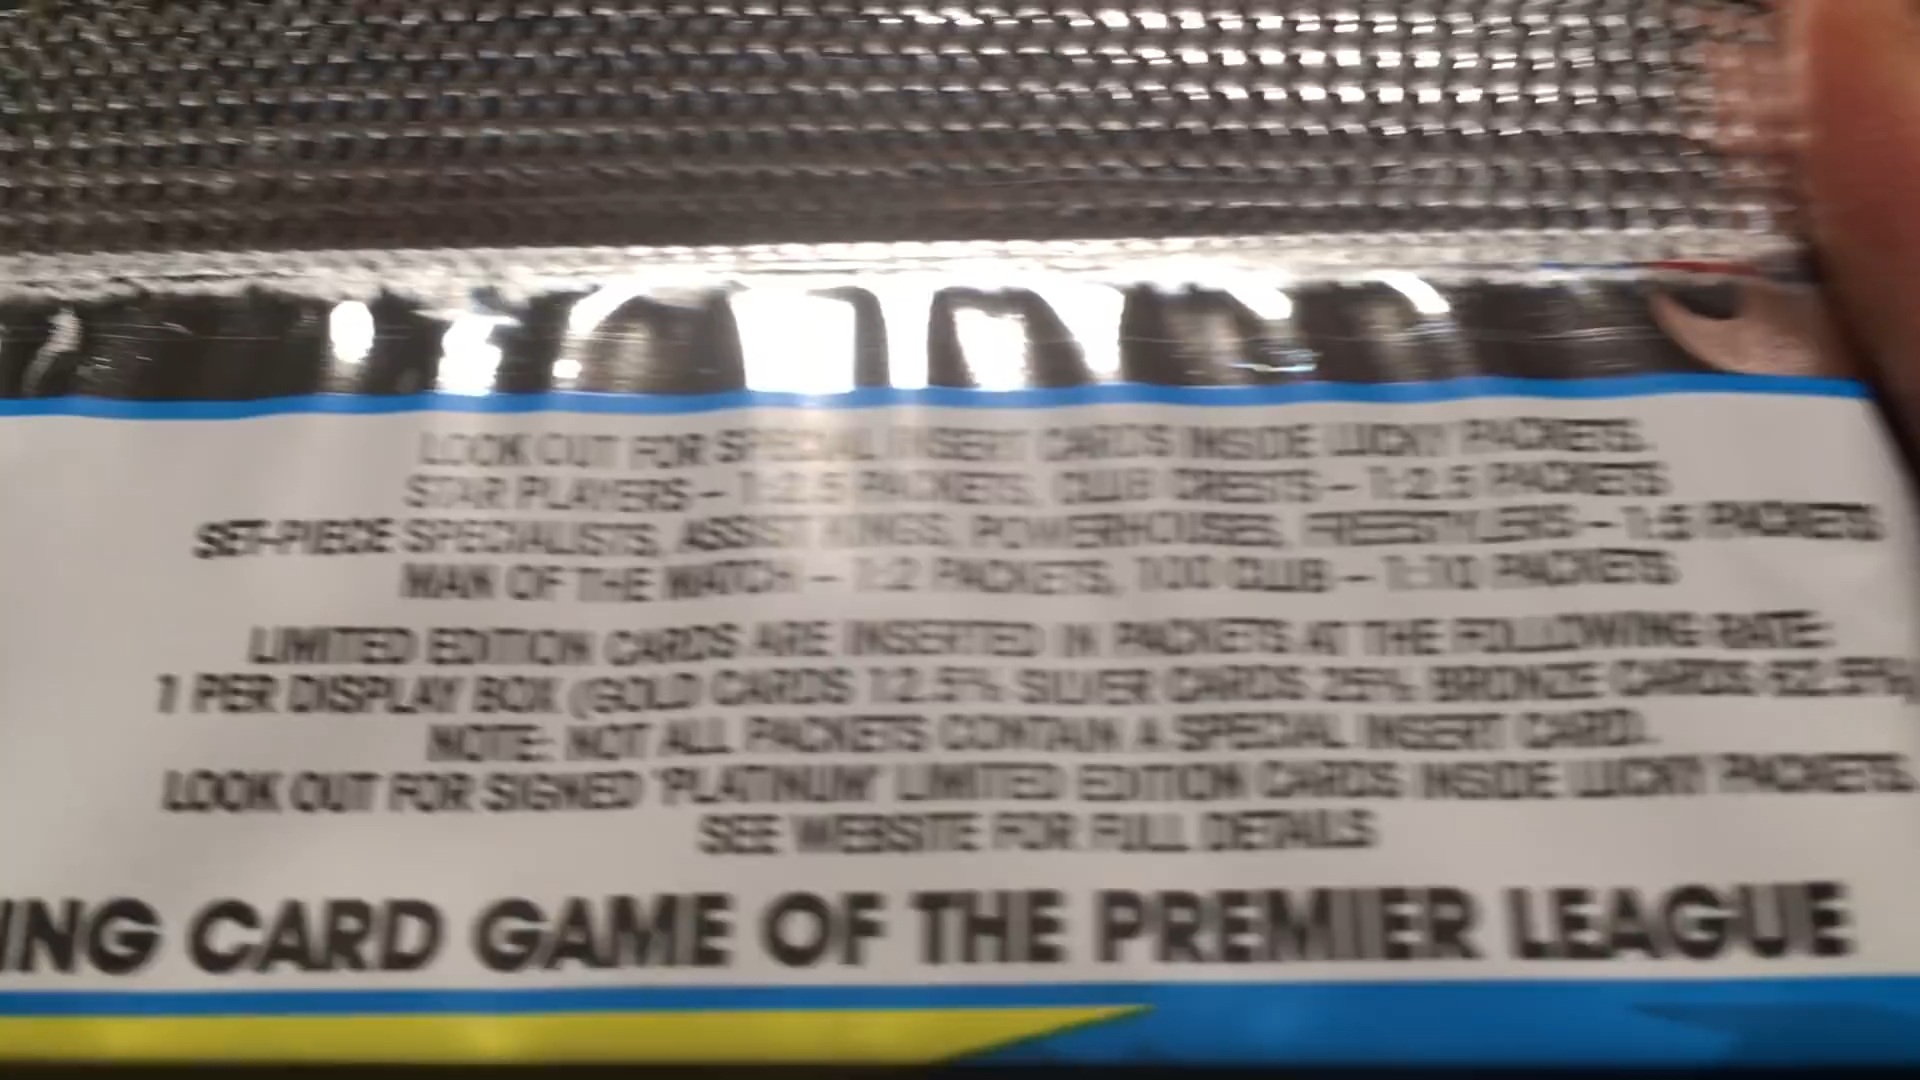 LOOK OUT FOR SPECIAL INSERT CARDS INSIDE LUCKY PACKETS.
STAR PLAYERS – 1:2.5 PACKETS, CLUB CRESTS – 1:2.5 PACKETS
SET-PIECE SPECIALISTS, ASSIST KINGS, POWERHOUSES, FREESTYLERS – 1:5 PACKETS
MAN OF THE MATCH – 1:2 PACKETS, 100 CLUB – 1:10 PACKETS
LIMITED EDITION CARDS ARE INSERTED IN PACKETS AT THE FOLLOWING RATE:
1 PER DISPLAY BOX (GOLD CARDS 12.5% SILVER CARDS 25% BRONZE CARDS 62.5%)
NOTE: NOT ALL PACKETS CONTAIN A SPECIAL INSERT CARD.
LOOK OUT FOR SIGNED 'PLATINUM' LIMITED EDITION CARDS INSIDE LUCKY PACKETS.
SEE WEBSITE FOR FULL DETAILS
ING CARD GAME OF THE PREMIER LEAGUE